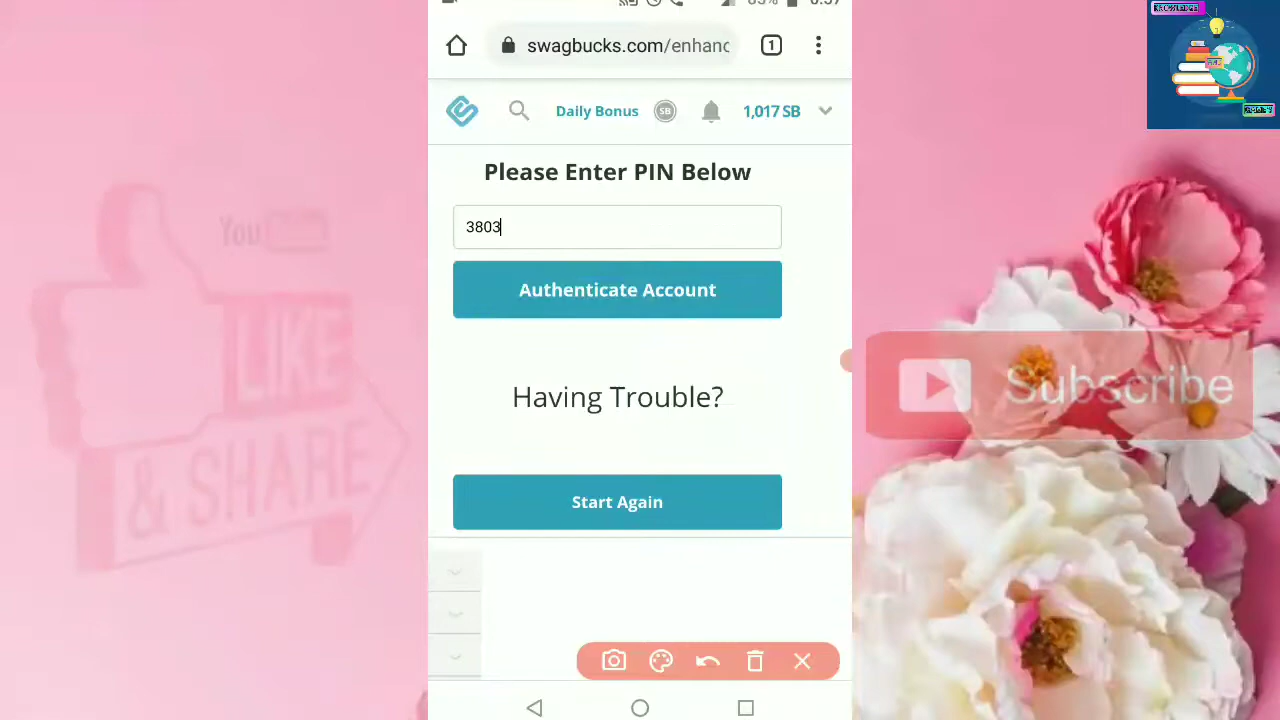 swagbucks.com/enhanc
1
Daily Bonus
SB
1,017 SB
Please Enter PIN Below
3803
Authenticate Account
Having Trouble?
Start Again
You
LIKE
& SHARE
Subscribe